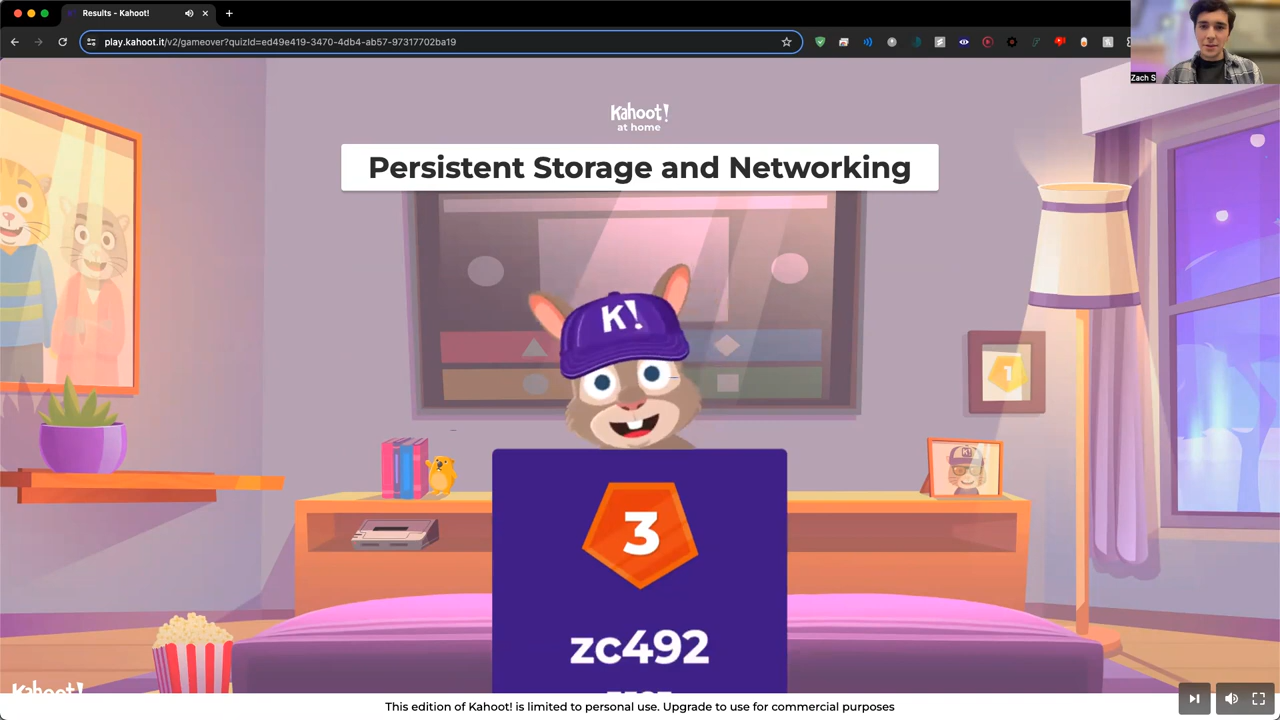 Results - Kahoot!
play.kahoot.it/v2/gameover?quizId=ed49e419-3470-4db4-ab57-97317702ba19
Zach S
Kahoot!
at home
Persistent Storage and Networking
K!
1
K!
3
zc492
Kahoot!
This edition of Kahoot! is limited to personal use. Upgrade to use for commercial purposes